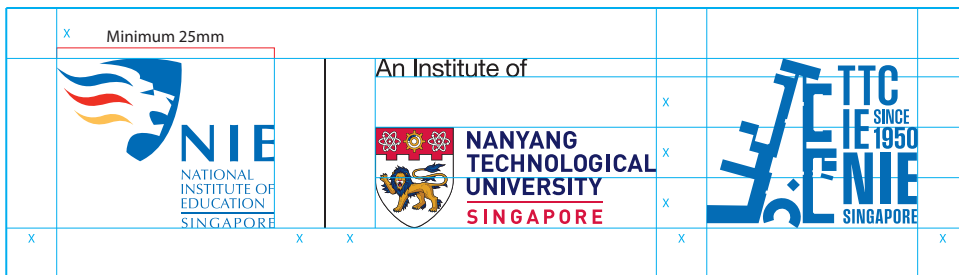 X
Minimum 25mm
NIE
NATIONAL
INSTITUTE OF
EDUCATION
SINGAPORE
An Institute of
NANYANG
TECHNOLOGICAL
UNIVERSITY
SINGAPORE
X
X
X
TTC
IE SINCE
1950
NIE
SINGAPORE
X
X
X
X
X